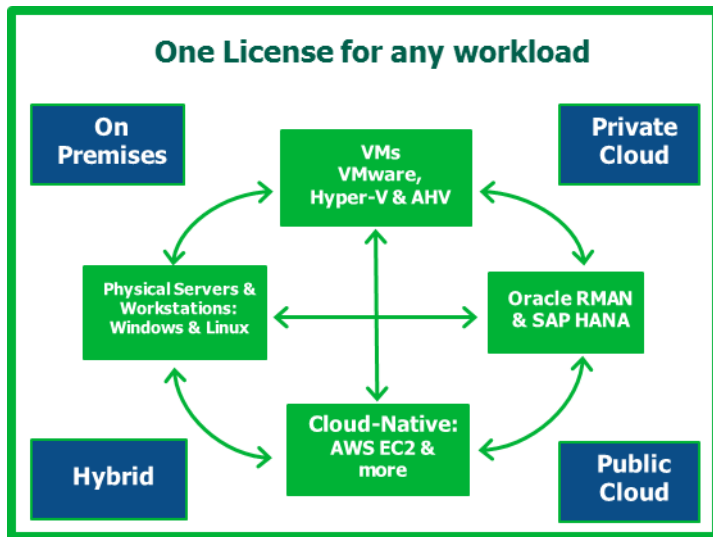 One License for any workload
On
Premises
Private
Cloud
VMs
VMware,
Hyper-V & AHV
Physical Servers &
Workstations:
Windows & Linux
Oracle RMAN
& SAP HANA
Cloud-Native:
AWS EC2 &
more
Hybrid
Public
Cloud